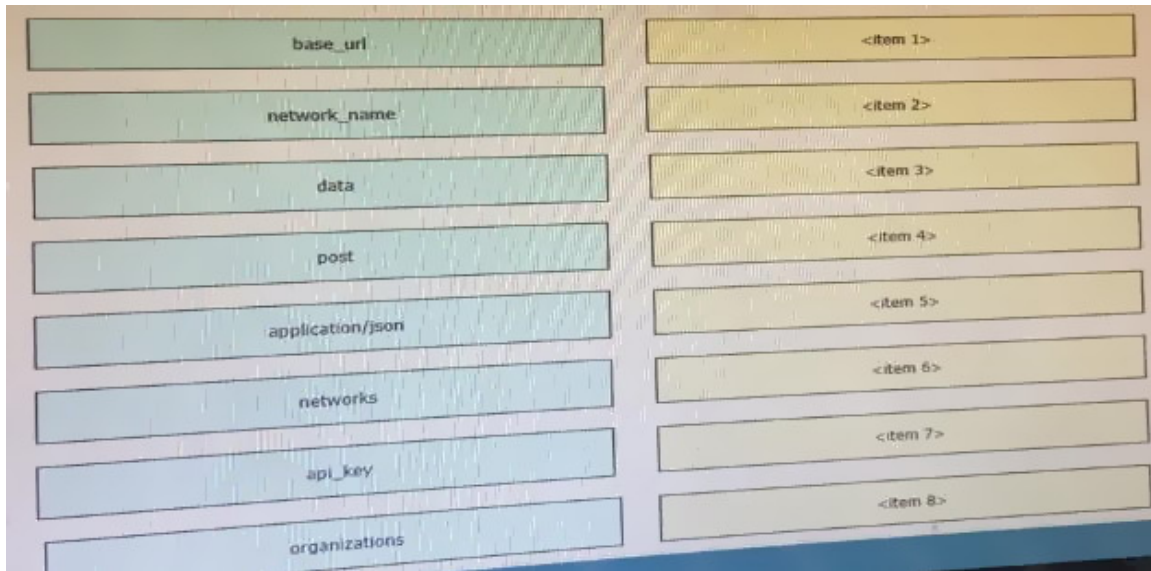 base_url
<item 1>
network_name
<item 2>
data
<item 3>
post
<item 4>
application/json
<item 5>
networks
<item 6>
api_key
<item 7>
organizations
<item 8>